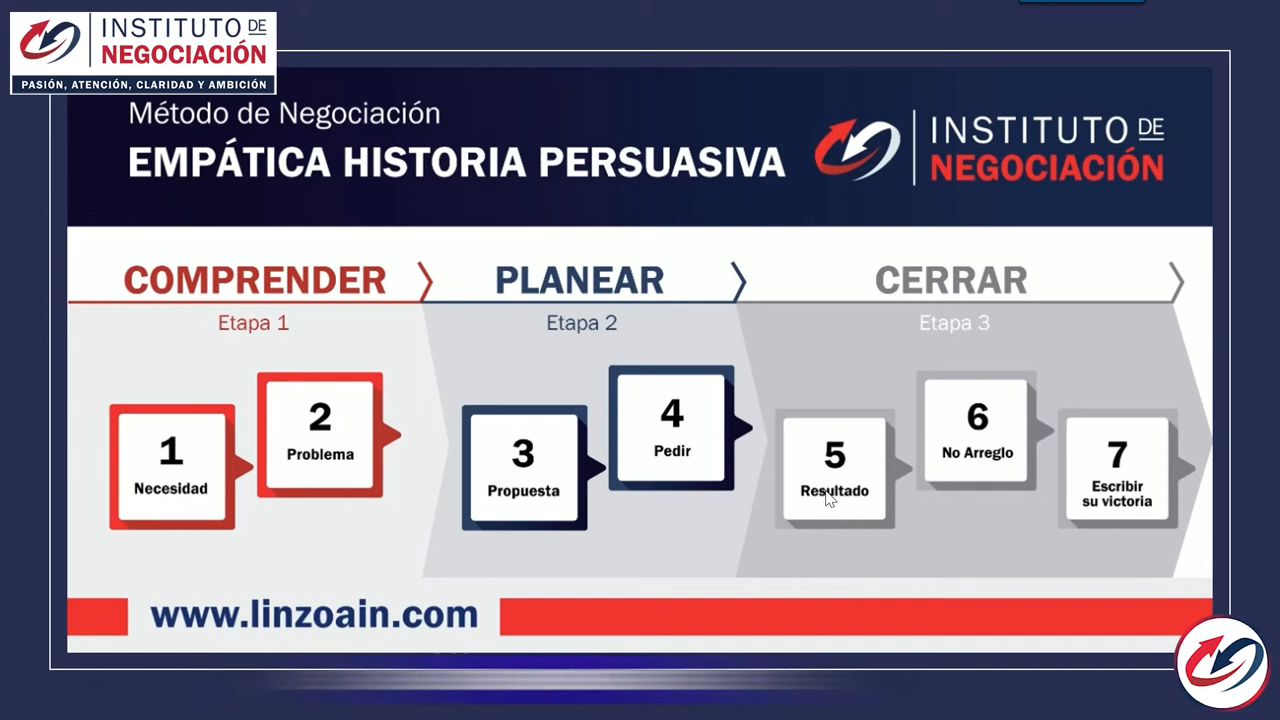 INSTITUTO DE
NEGOCIACIÓN
PASIÓN, ATENCIÓN, CLARIDAD Y AMBICIÓN
Método de Negociación
EMPÁTICA HISTORIA PERSUASIVA
INSTITUTO DE
NEGOCIACIÓN
COMPRENDER
PLANEAR
CERRAR
Etapa 1
Etapa 2
Etapa 3
1
Necesidad
2
Problema
3
Propuesta
4
Pedir
5
Resultado
6
No Arreglo
7
Escribir
su victoria
www.linzoain.com